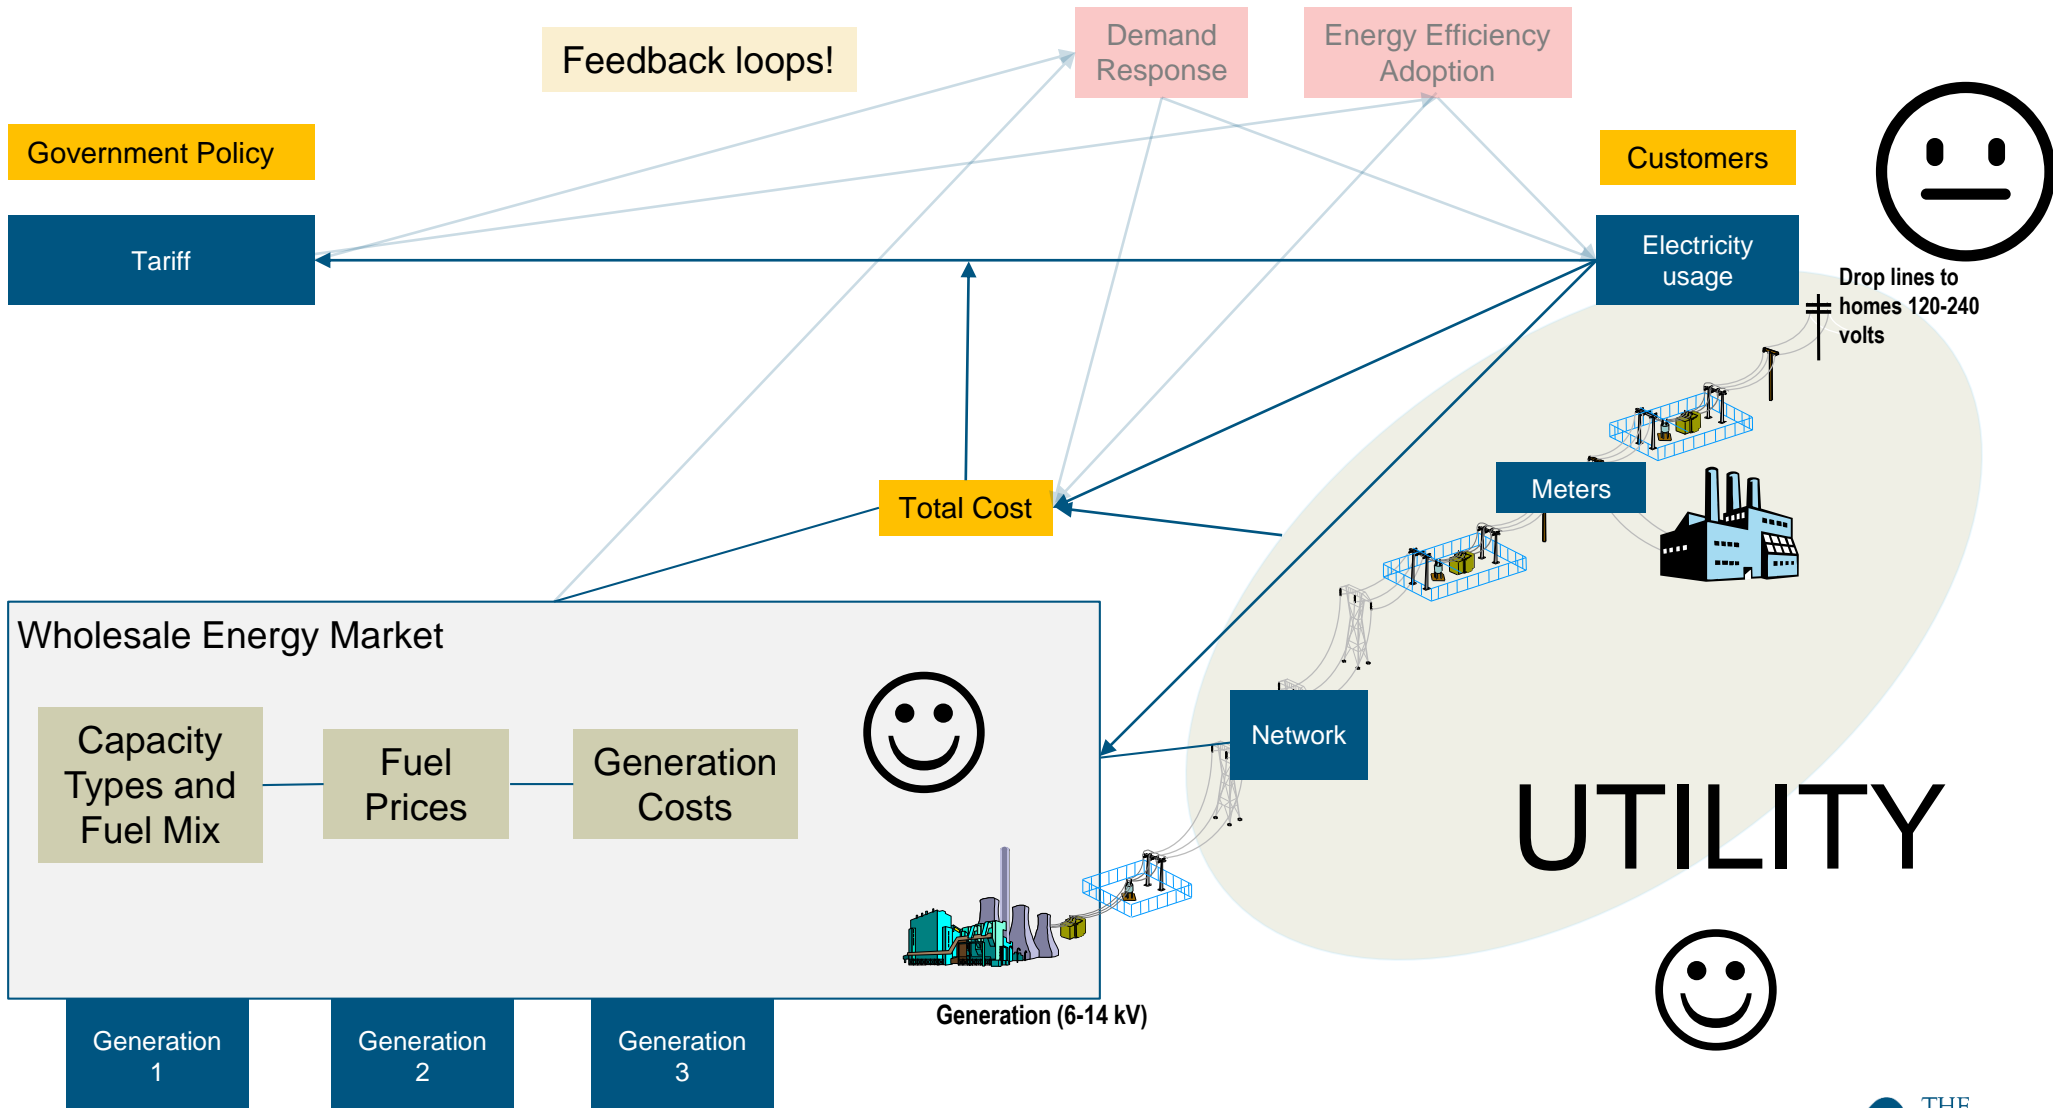 Feedback loops!
Demand
Response
Energy Efficiency
Adoption
Government Policy
Customers
Tariff
Electricity
usage
Drop lines to
homes 120-240
volts
Meters
Total Cost
Wholesale Energy Market
Network
Capacity
Types and
Fuel Mix
Fuel
Prices
Generation
Costs
UTILITY
Generation (6-14 kV)
Generation
1
Generation
2
Generation
3
THE